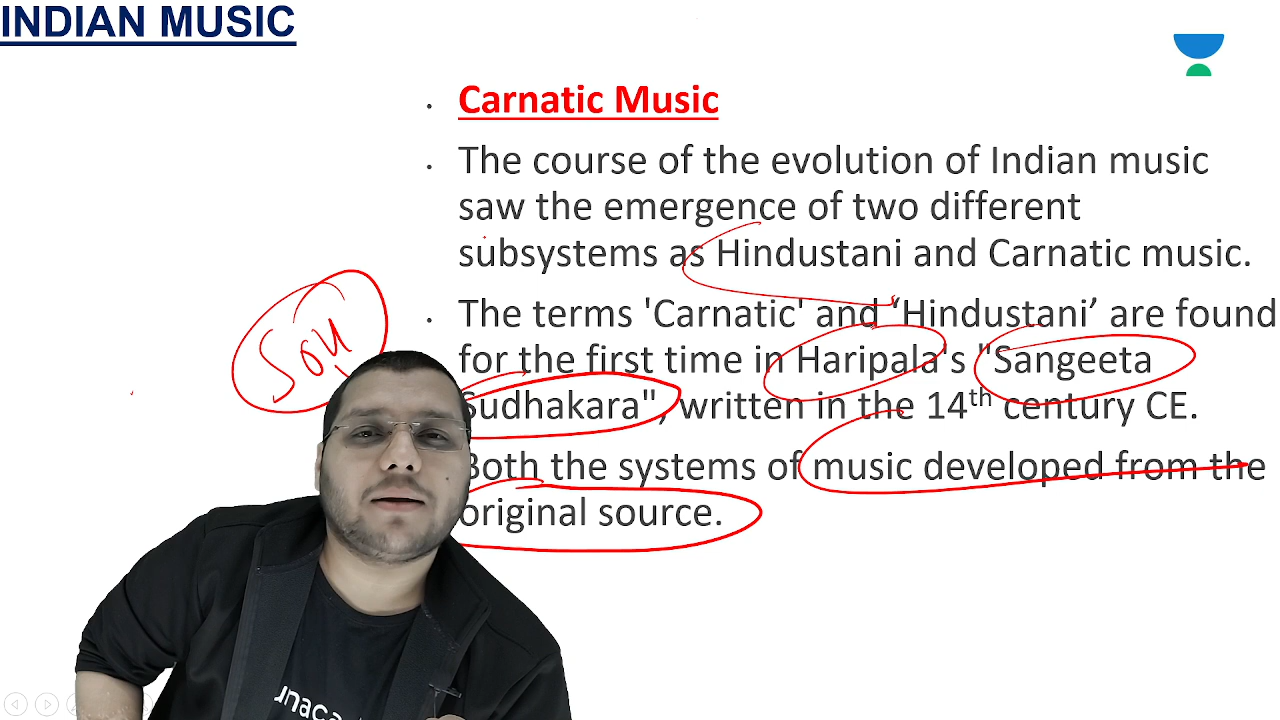 INDIAN MUSIC
Carnatic Music
The course of the evolution of Indian music
saw the emergence of two different
subsystems as Hindustani and Carnatic music.
The terms 'Carnatic' and ‘Hindustani’ are found
for the first time in Haripala's "Sangeeta
Sudhakara", written in the 14th century CE.
Both the systems of music developed from the
original source.